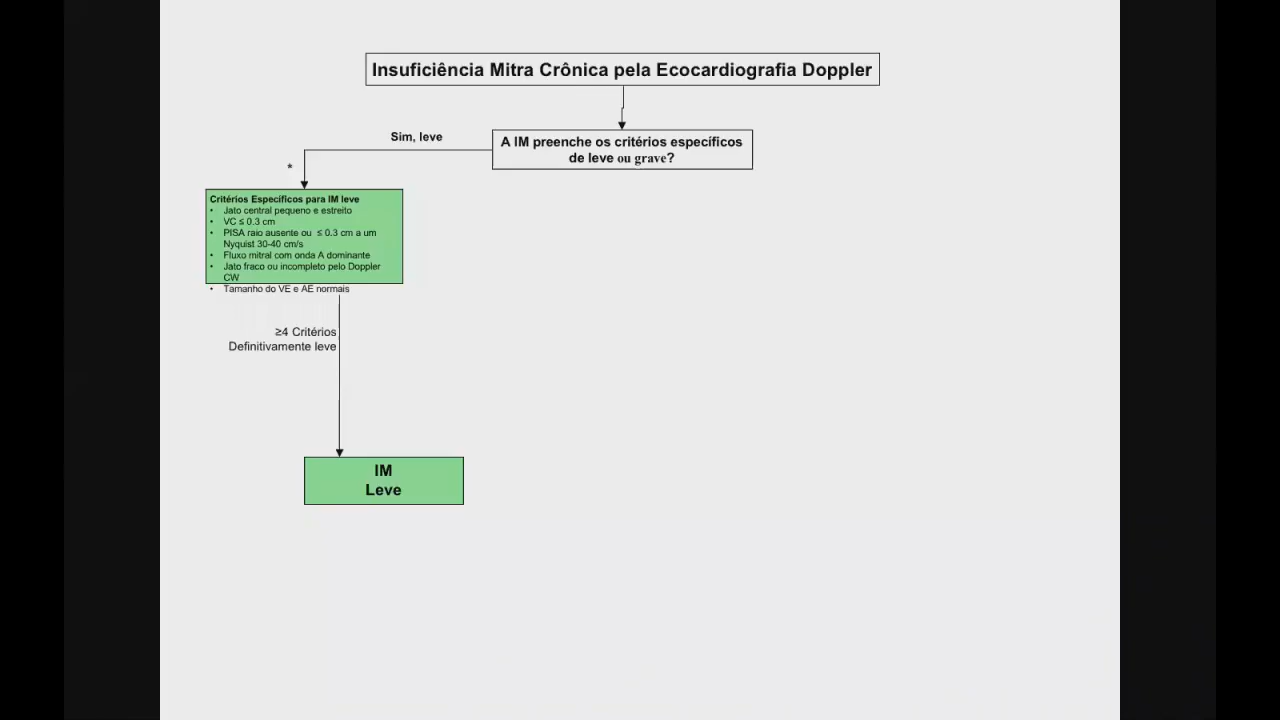 Insuficiência Mitra Crônica pela Ecocardiografia Doppler
A IM preenche os critérios específicos
de leve ou grave?
Sim, leve
*
Critérios Específicos para IM leve
• Jato central pequeno e estreito
• VC ≤ 0.3 cm
• PISA raio ausente ou ≤ 0.3 cm a um
Nyquist 30-40 cm/s
• Fluxo mitral com onda A dominante
• Jato fraco ou incompleto pelo Doppler
CW
• Tamanho do VE e AE normais
≥4 Critérios
Definitivamente leve
IM
Leve